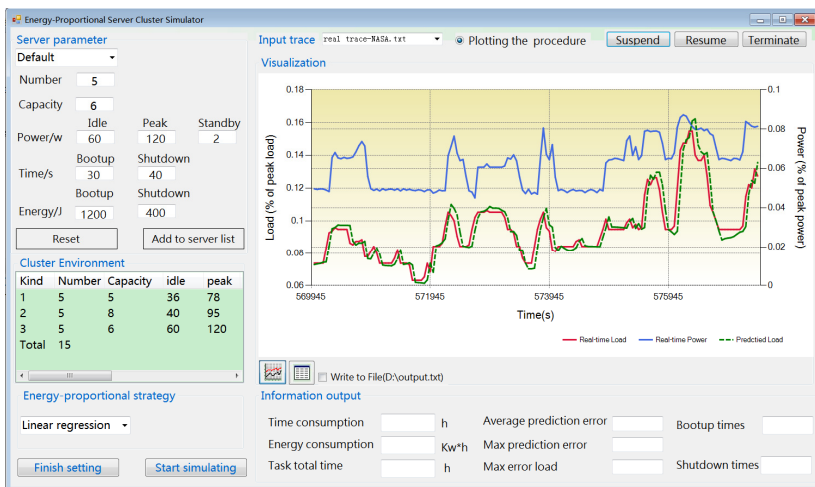 Energy-Proportional Server Cluster Simulator
Server parameter
Default
Number 5
Capacity 6
Idle Peak Standby
Power/w 60 120 2
Bootup Shutdown
Time/s 30 40
Bootup Shutdown
Energy/J 1200 400
Reset Add to server list
Cluster Environment
Kind Number Capacity idle peak
1 5 5 36 78
2 5 8 40 95
3 5 6 60 120
Total 15
Energy-proportional strategy
Linear regression
Finish setting Start simulating
Input trace real trace-NASA.txt Plotting the procedure Suspend Resume Terminate
Visualization
Load (% of peak load)
0.18
0.16
0.14
0.12
0.1
0.08
0.06
569945 571945 573945 575945
Time(s)
0.1
0.08
0.06
0.04
0.02
0
Power (% of peak power)
Real-time Load Real-time Power Predctied Load
Write to File(D:\output.txt)
Information output
Time consumption h Average prediction error Bootup times
Energy consumption Kw*h Max prediction error
Task total time h Max error load Shutdown times